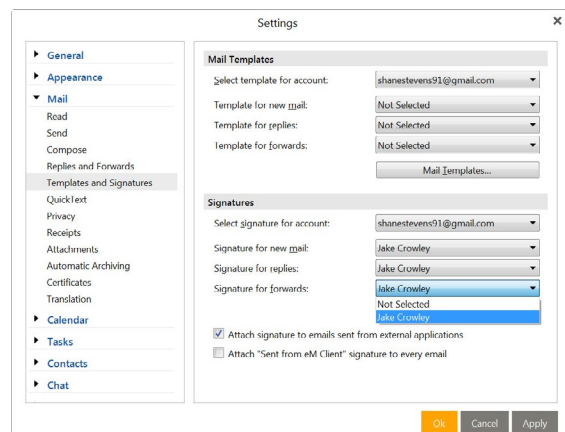 Settings
General
Appearance
Mail
Read
Send
Compose
Replies and Forwards
Templates and Signatures
QuickText
Privacy
Receipts
Attachments
Automatic Archiving
Certificates
Translation
Calendar
Tasks
Contacts
Chat
Mail Templates
Select template for account: shanestevens91@gmail.com
Template for new mail: Not Selected
Template for replies: Not Selected
Template for forwards: Not Selected
Mail Templates...
Signatures
Select signature for account: shanestevens91@gmail.com
Signature for new mail: Jake Crowley
Signature for replies: Jake Crowley
Signature for forwards: Jake Crowley
Not Selected
Jake Crowley
Attach signature to emails sent from external applications
Attach "Sent from eM Client" signature to every email
Ok Cancel Apply